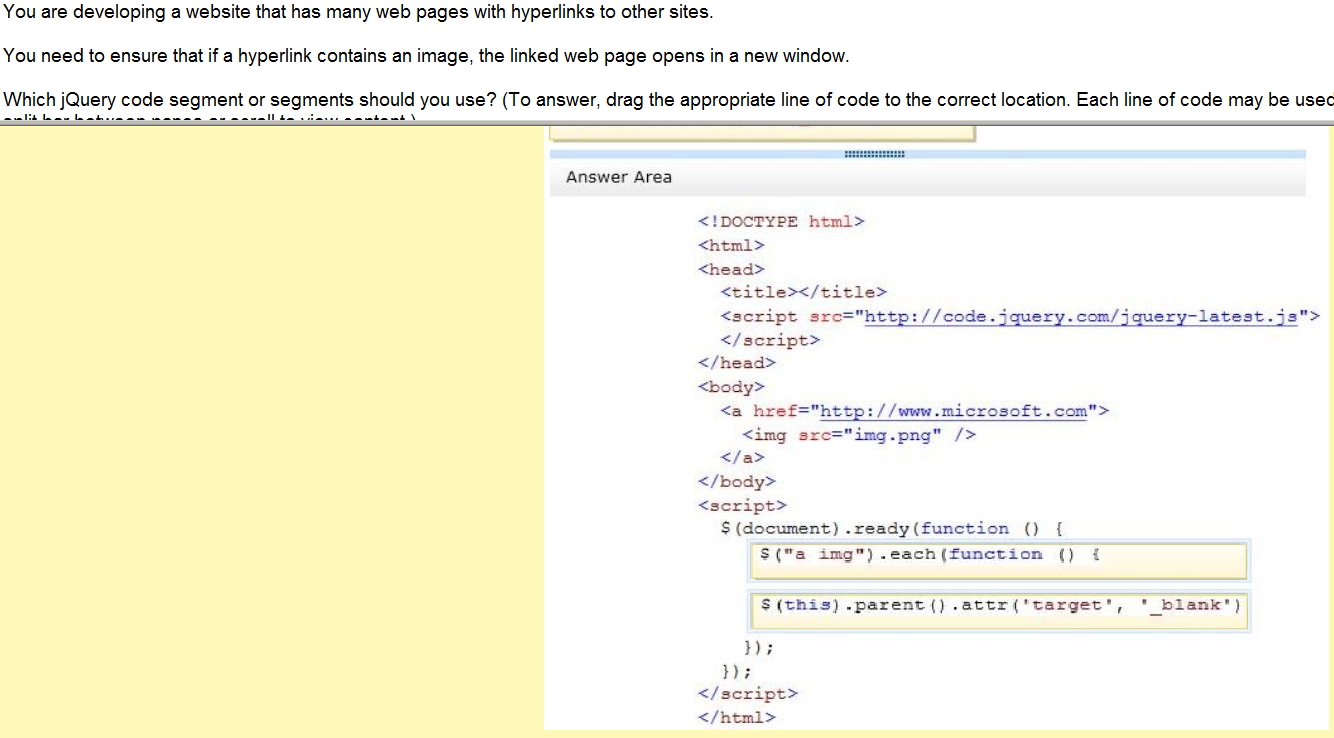 You are developing a website that has many web pages with hyperlinks to other sites.
You need to ensure that if a hyperlink contains an image, the linked web page opens in a new window.
Which jQuery code segment or segments should you use? (To answer, drag the appropriate line of code to the correct location. Each line of code may be used
Answer Area
<!DOCTYPE html>
<html>
<head>
<title></title>
<script src="http://code.jquery.com/jquery-latest.js">
</script>
</head>
<body>
<a href="http://www.microsoft.com">
<img src="img.png" />
</a>
</body>
<script>
$(document).ready(function () {
$("a img").each(function () {
$(this).parent().attr('target', '_blank')
});
});
</script>
</html>